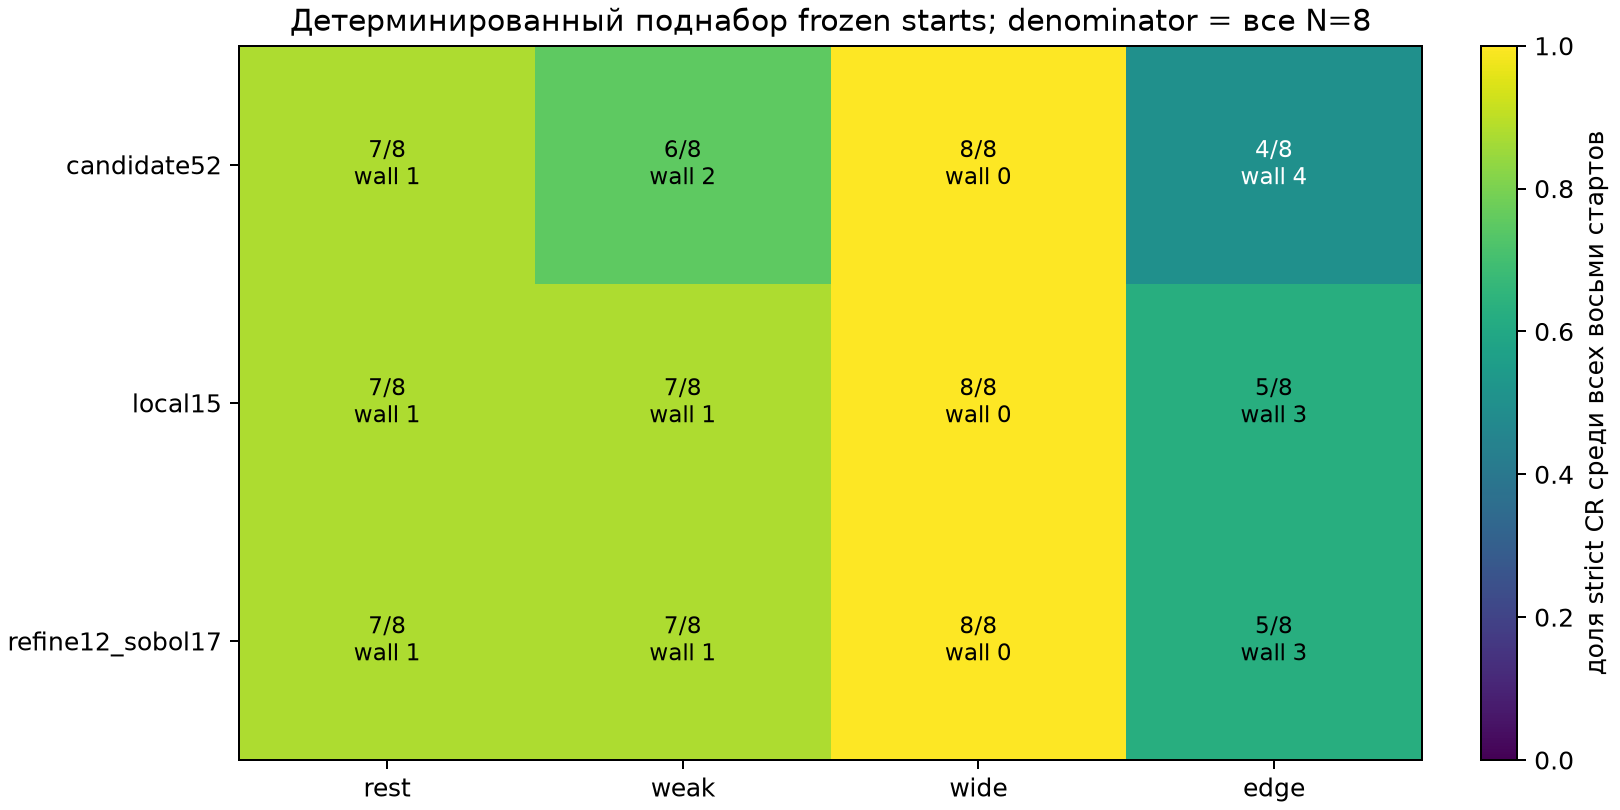 Детерминированный поднабор frozen starts; denominator = все N=8
candidate52
7/8
wall 1
6/8
wall 2
8/8
wall 0
4/8
wall 4
local15
7/8
wall 1
7/8
wall 1
8/8
wall 0
5/8
wall 3
refine12_sobol17
7/8
wall 1
7/8
wall 1
8/8
wall 0
5/8
wall 3
rest
weak
wide
edge
1.0
0.8
0.6
0.4
0.2
0.0
доля strict CR среди всех восьми стартов